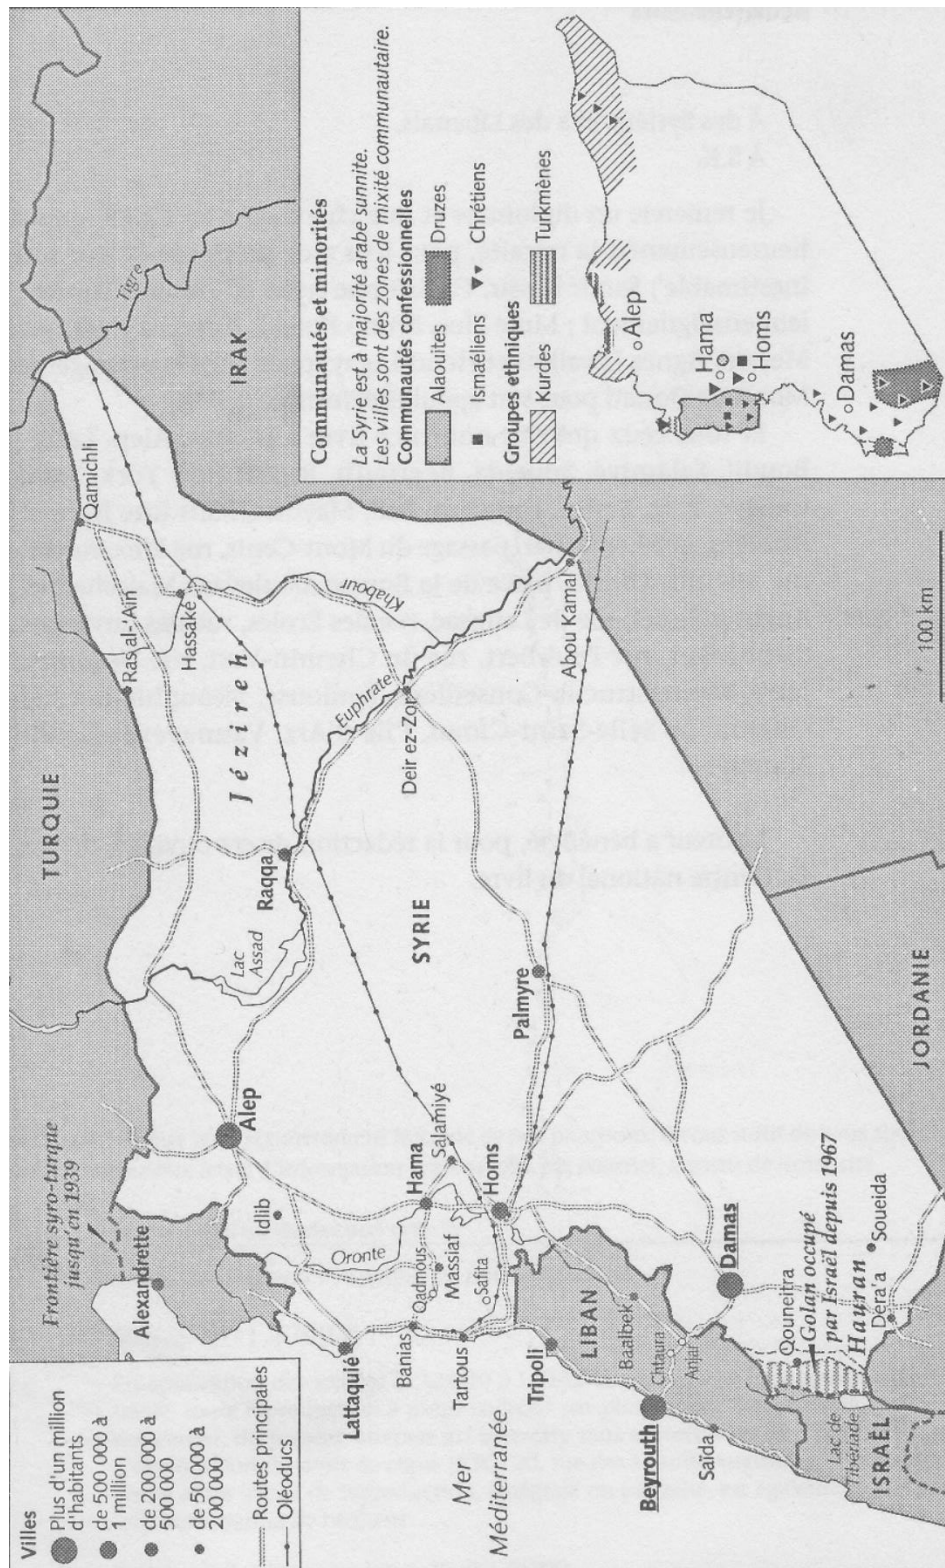 Villes
Plus d'un million
d'habitants
de 500 000 à
1 million
de 200 000 à
500 000
de 50 000 à
200 000
Routes principales
Oléoducs
Frontière syro-turque
jusqu'en 1939
TURQUIE
Tigre
IRAK
Qamichli
Ras al-'Aïn
Hassaké
Jézireh
Khabour
Alexandrette
Alep
Lac
Assad
Raqqa
Euphrate
Deir ez-Zor
Idlib
Lattaquié
Oronte
SYRIE
Abou Kamal
Banias
Qadmous
Hama
Salamiyé
Massiaf
Tartous
Safita
Homs
Palmyre
Mer
Méditerranée
Tripoli
LIBAN
Baalbek
Beyrouth
Chtaura
Anjar
Saïda
Damas
Qouneitra
Golan occupé
par Israël depuis 1967
Lac de
Tibériade
Hauran
Soueida
Dera'a
ISRAËL
JORDANIE
100 km
Communautés et minorités
La Syrie est à majorité arabe sunnite.
Les villes sont des zones de mixité communautaire.
Communautés confessionnelles
Alaouites
Druzes
Ismaéliens
Chrétiens
Groupes ethniques
Kurdes
Turkmènes
Alep
Hama
Homs
Damas